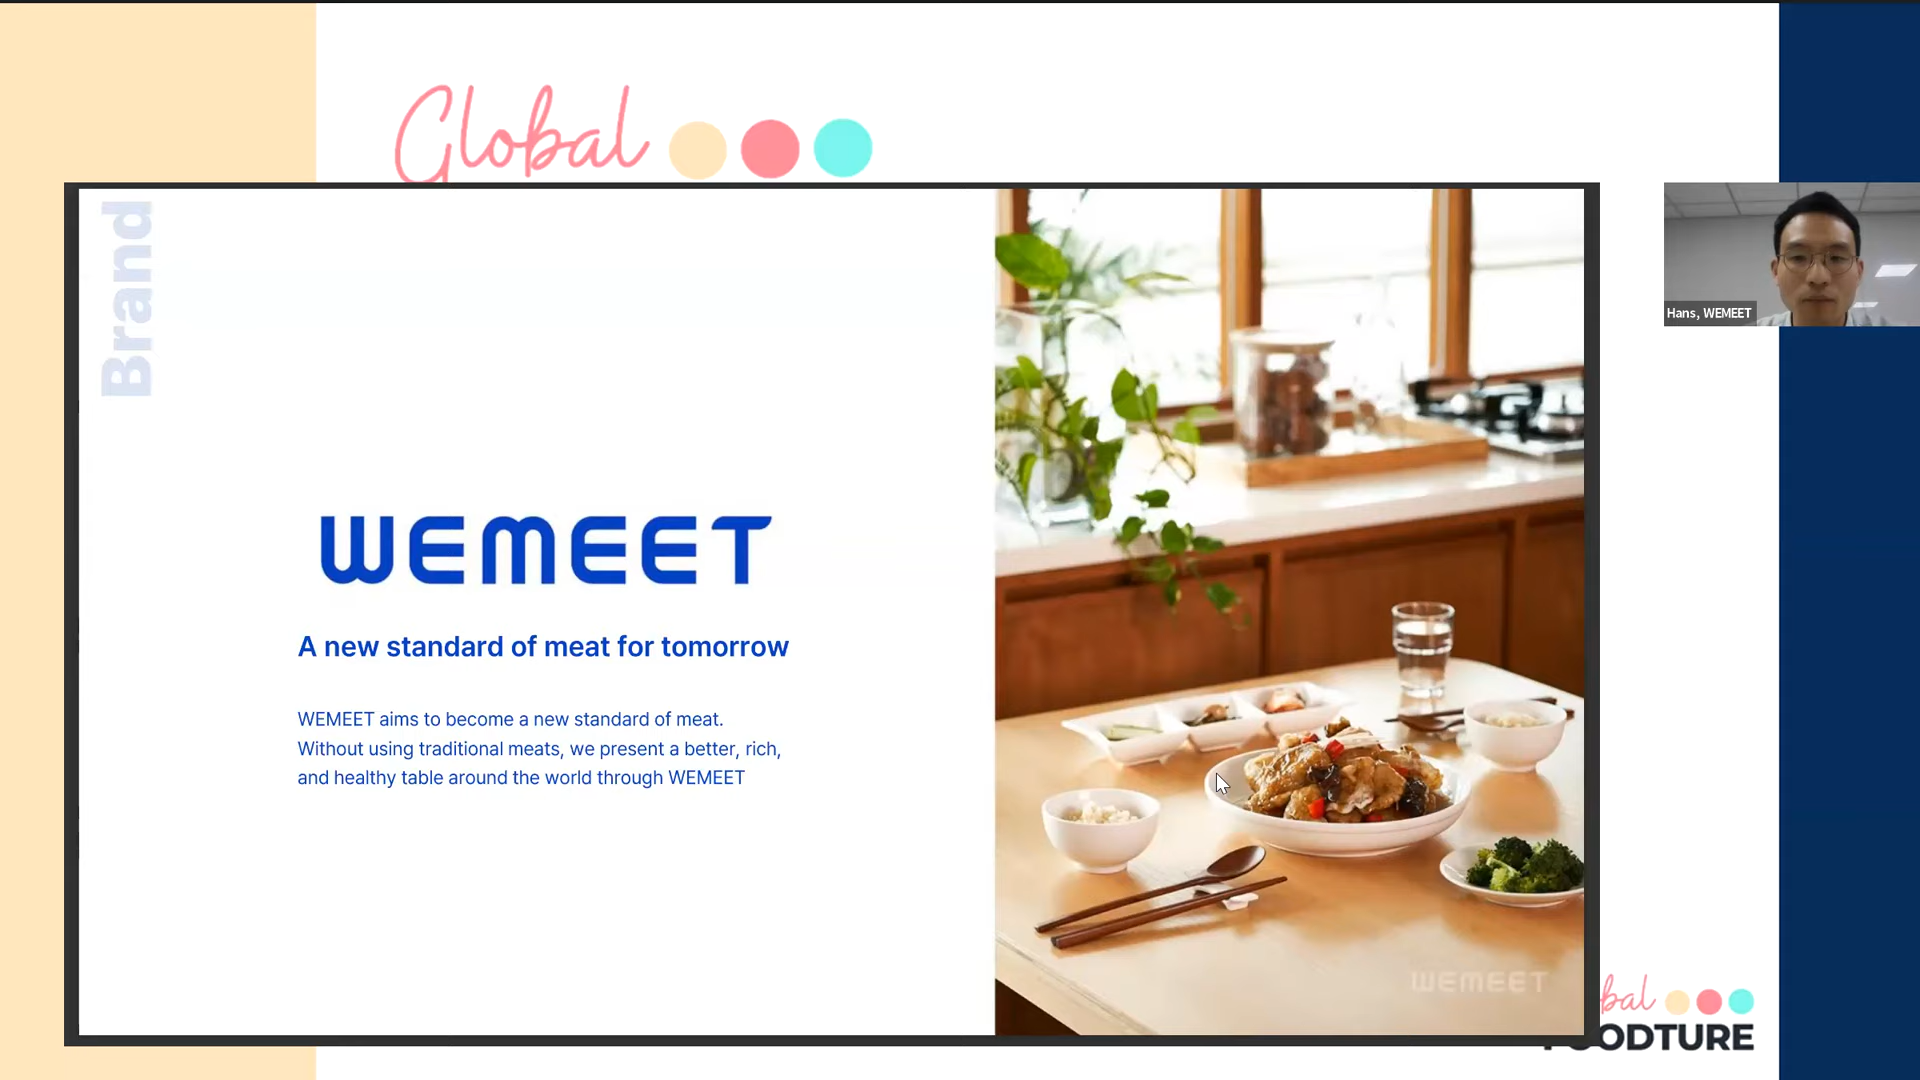 Global
Brand
WEMEET
A new standard of meat for tomorrow
WEMEET aims to become a new standard of meat.
Without using traditional meats, we present a better, rich,
and healthy table around the world through WEMEET
WEMEET
Hans, WEMEET
bal
OODTURE